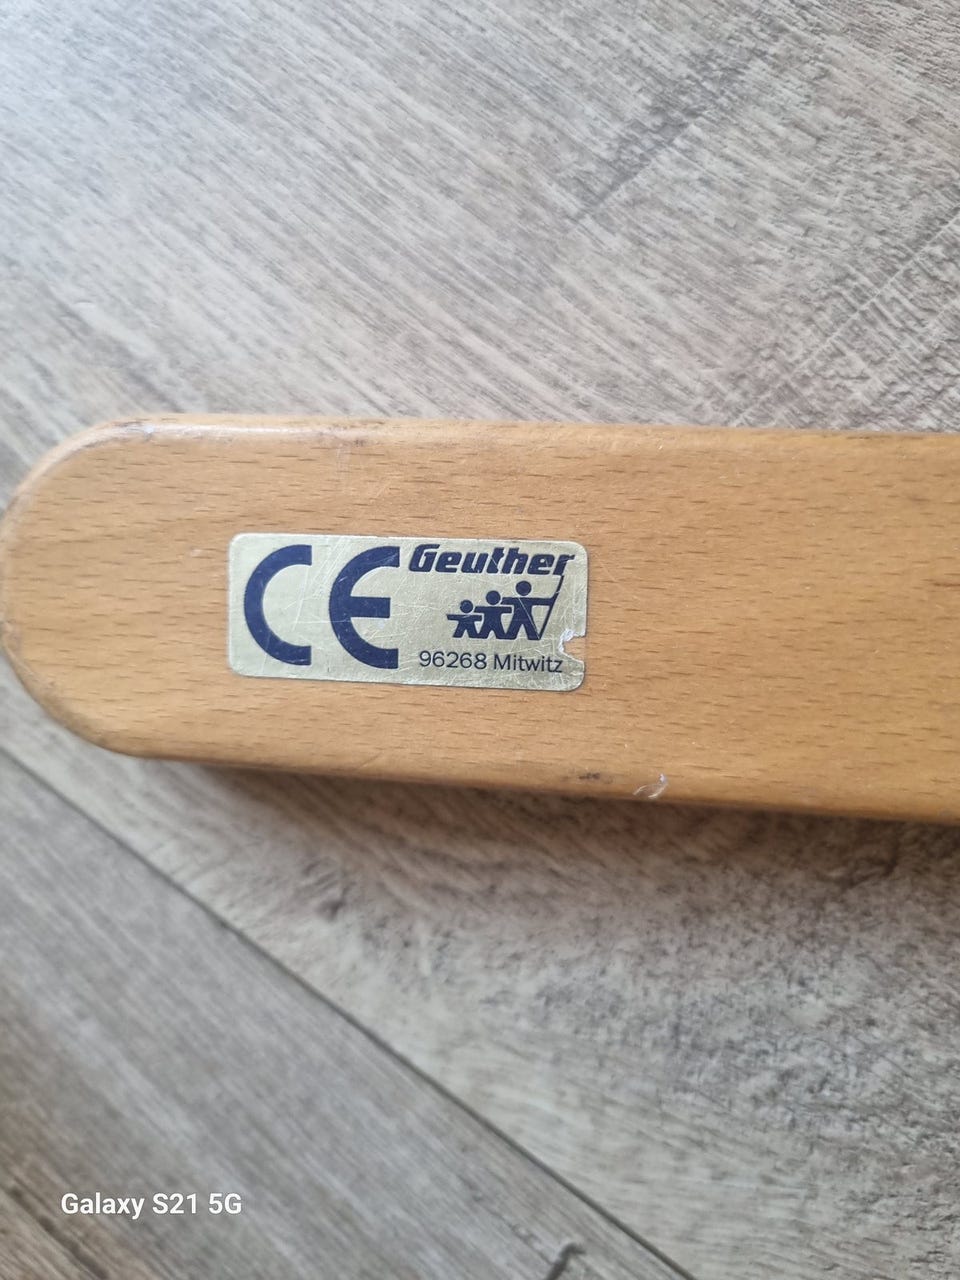 CE
Geuther
96268 Mitwitz
Galaxy S21 5G